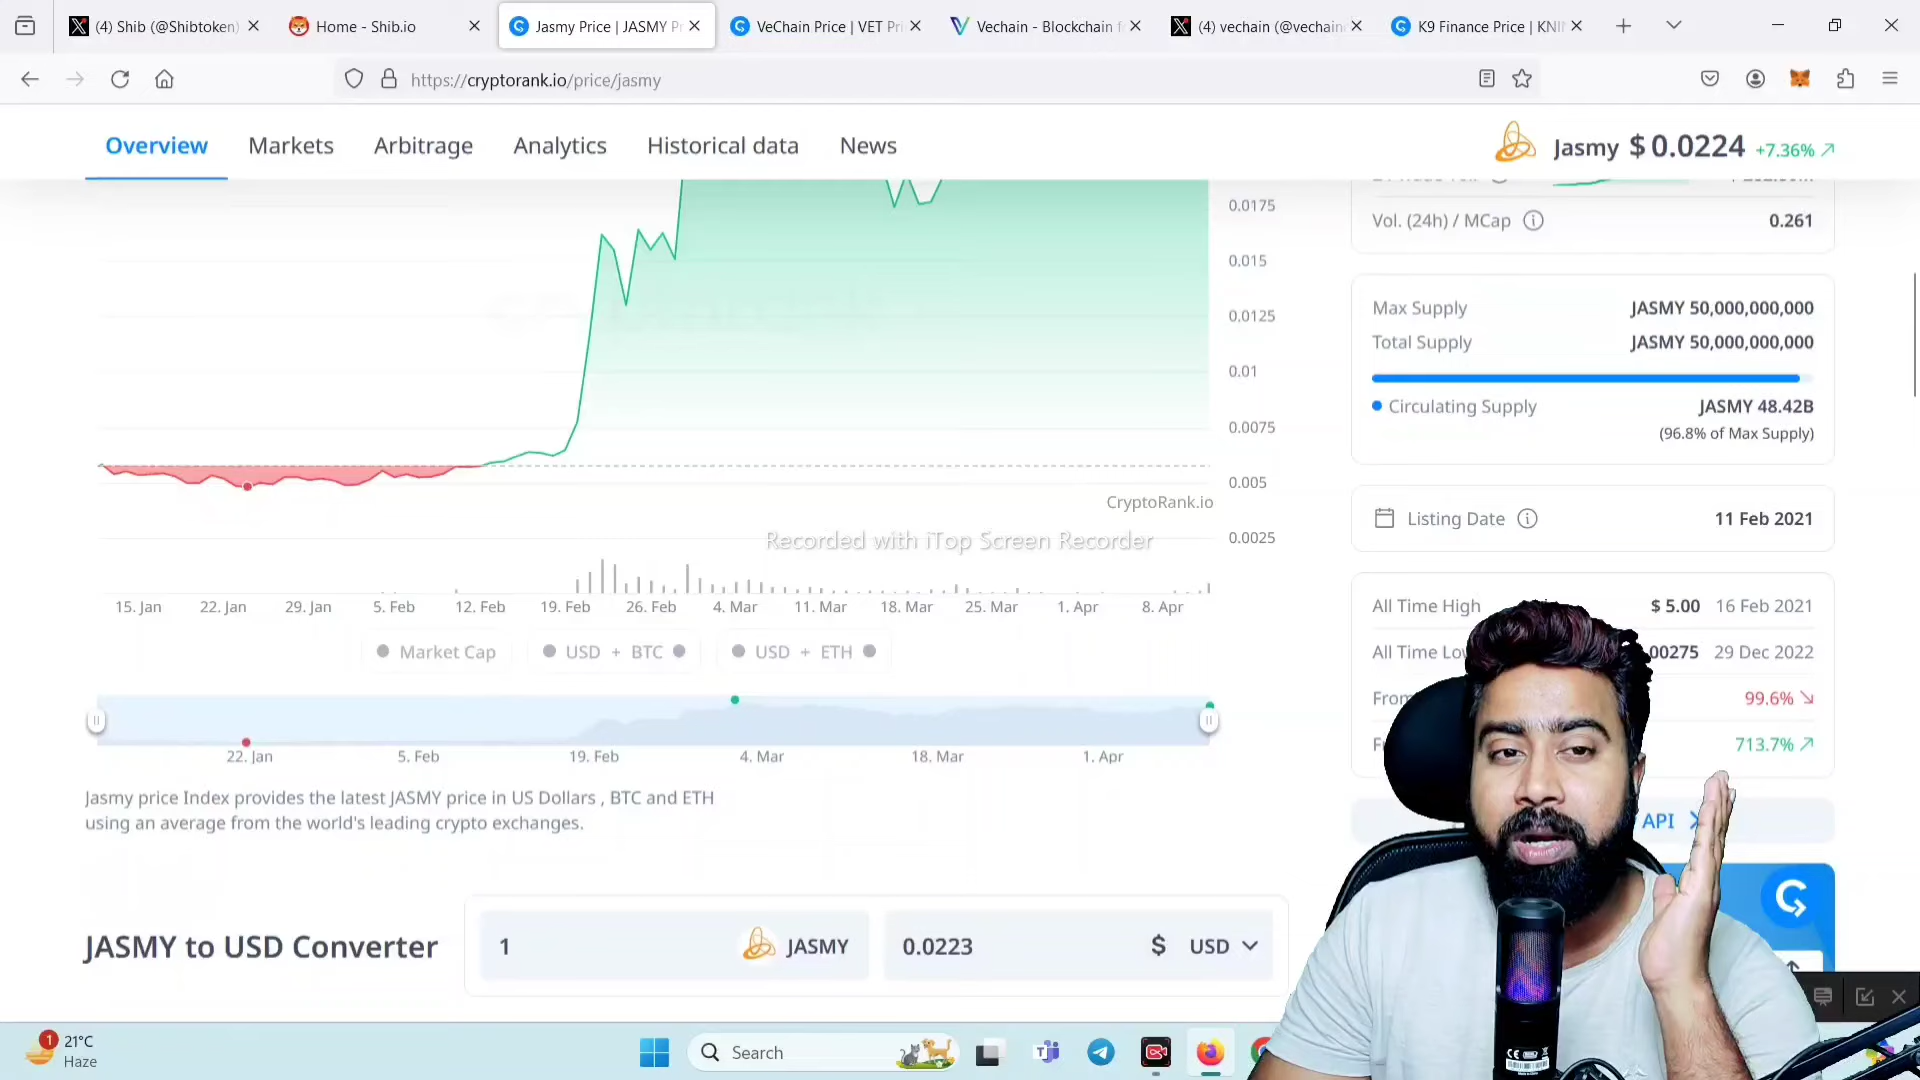 (4) Shib (@Shibtoken)
Home - Shib.io
Jasmy Price | JASMY Pr
VeChain Price | VET Pri
Vechain - Blockchain f
(4) vechain (@vechain
K9 Finance Price | KNI
https://cryptorank.io/price/jasmy
Overview
Markets
Arbitrage
Analytics
Historical data
News
Jasmy $ 0.0224 +7.36%
0.0175
0.015
0.0125
0.01
0.0075
0.005
0.0025
CryptoRank.io
Recorded with iTop Screen Recorder
15. Jan 22. Jan 29. Jan 5. Feb 12. Feb 19. Feb 26. Feb 4. Mar 11. Mar 18. Mar 25. Mar 1. Apr 8. Apr
Market Cap USD + BTC USD + ETH
22. Jan 5. Feb 19. Feb 4. Mar 18. Mar 1. Apr
Jasmy price Index provides the latest JASMY price in US Dollars , BTC and ETH
using an average from the world's leading crypto exchanges.
JASMY to USD Converter
1 JASMY
0.0223 $ USD
Vol. (24h) / MCap 0.261
Max Supply JASMY 50,000,000,000
Total Supply JASMY 50,000,000,000
Circulating Supply JASMY 48.42B
(96.8% of Max Supply)
Listing Date 11 Feb 2021
All Time High $ 5.00 16 Feb 2021
All Time Lo 00275 29 Dec 2022
From 99.6%
713.7%
API
1
21°C
Haze
Search